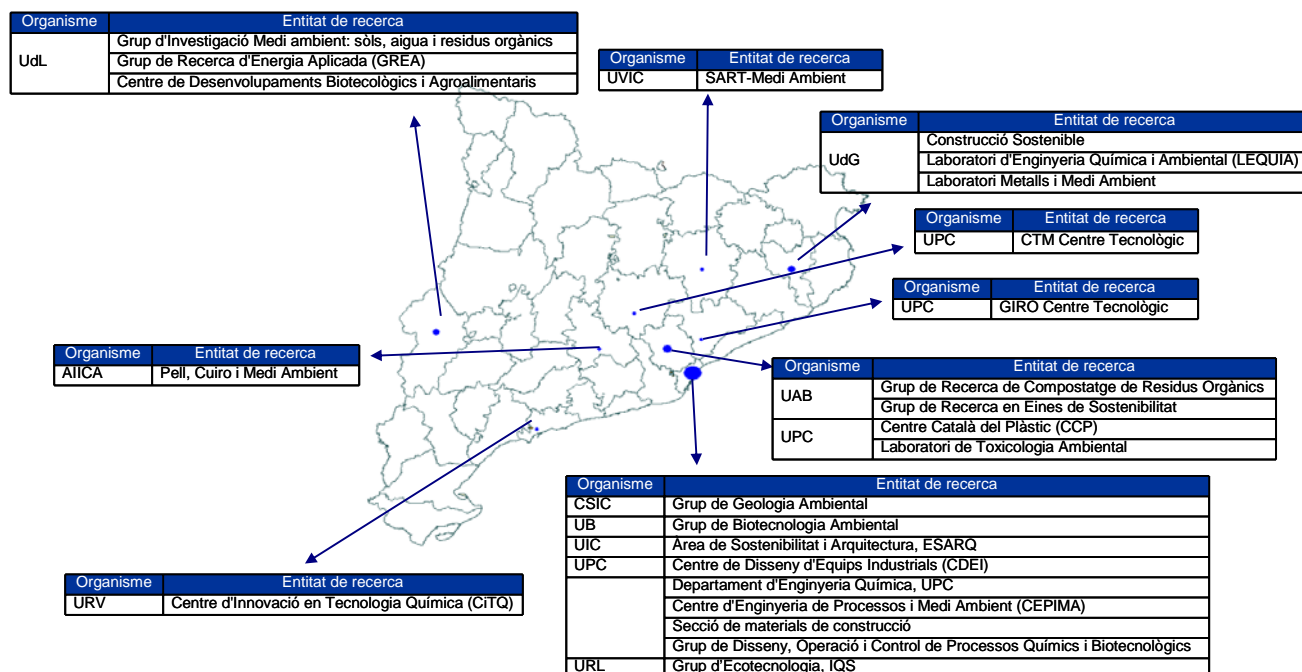 Organisme Entitat de recerca
UdL Grup d'Investigació Medi ambient: sòls, aigua i residus orgànics
Grup de Recerca d'Energia Aplicada (GREA)
Centre de Desenvolupaments Biotecològics i Agroalimentaris
Organisme Entitat de recerca
UVIC SART-Medi Ambient
Organisme Entitat de recerca
UdG Construcció Sostenible
Laboratori d'Enginyeria Química i Ambiental (LEQUIA)
Laboratori Metalls i Medi Ambient
Organisme Entitat de recerca
UPC CTM Centre Tecnològic
Organisme Entitat de recerca
UPC GIRO Centre Tecnològic
Organisme Entitat de recerca
AIICA Pell, Cuiro i Medi Ambient
Organisme Entitat de recerca
UAB Grup de Recerca de Compostatge de Residus Orgànics
Grup de Recerca en Eines de Sostenibilitat
UPC Centre Català del Plàstic (CCP)
Laboratori de Toxicologia Ambiental
Organisme Entitat de recerca
CSIC Grup de Geologia Ambiental
UB Grup de Biotecnologia Ambiental
UIC Àrea de Sostenibilitat i Arquitectura, ESARQ
UPC Centre de Disseny d'Equips Industrials (CDEI)
Departament d'Enginyeria Química, UPC
Centre d'Enginyeria de Processos i Medi Ambient (CEPIMA)
Secció de materials de construcció
Grup de Disseny, Operació i Control de Processos Químics i Biotecnològics
URL Grup d'Ecotecnologia, IQS
Organisme Entitat de recerca
URV Centre d'Innovació en Tecnologia Química (CiTQ)